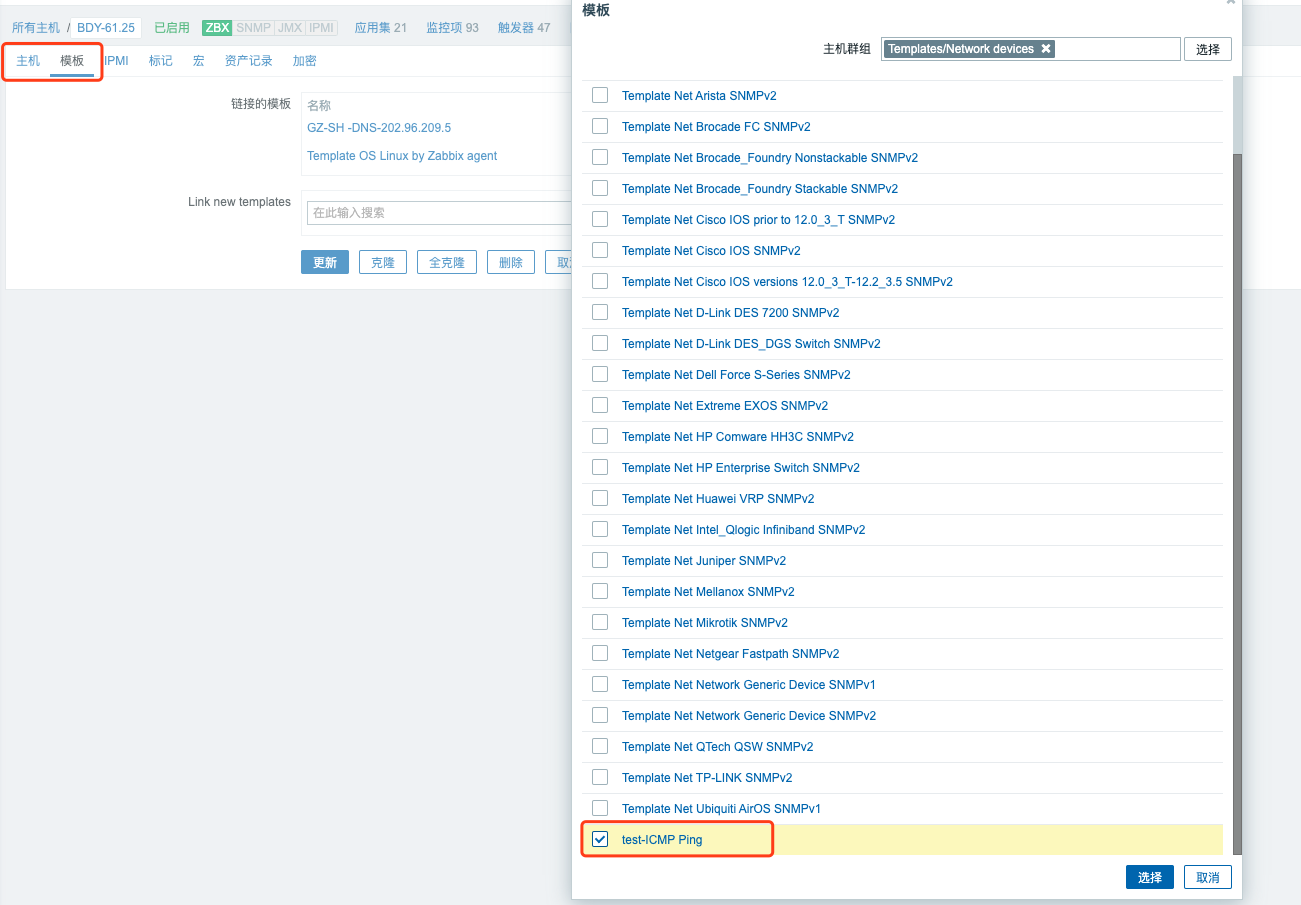 所有主机 / BDY-61.25 已启用 ZBX SNMP JMX IPMI 应用集 21 监控项 93 触发器 47
主机 模板 IPMI 标记 宏 资产记录 加密
链接的模板
名称
GZ-SH -DNS-202.96.209.5
Template OS Linux by Zabbix agent
Link new templates
在此输入搜索
更新 克隆 全克隆 删除
模板
主机群组 Templates/Network devices 选择
Template Net Arista SNMPv2
Template Net Brocade FC SNMPv2
Template Net Brocade_Foundry Nonstackable SNMPv2
Template Net Brocade_Foundry Stackable SNMPv2
Template Net Cisco IOS prior to 12.0_3_T SNMPv2
Template Net Cisco IOS SNMPv2
Template Net Cisco IOS versions 12.0_3_T-12.2_3.5 SNMPv2
Template Net D-Link DES 7200 SNMPv2
Template Net D-Link DES_DGS Switch SNMPv2
Template Net Dell Force S-Series SNMPv2
Template Net Extreme EXOS SNMPv2
Template Net HP Comware HH3C SNMPv2
Template Net HP Enterprise Switch SNMPv2
Template Net Huawei VRP SNMPv2
Template Net Intel_Qlogic Infiniband SNMPv2
Template Net Juniper SNMPv2
Template Net Mellanox SNMPv2
Template Net Mikrotik SNMPv2
Template Net Netgear Fastpath SNMPv2
Template Net Network Generic Device SNMPv1
Template Net Network Generic Device SNMPv2
Template Net QTech QSW SNMPv2
Template Net TP-LINK SNMPv2
Template Net Ubiquiti AirOS SNMPv1
test-ICMP Ping
选择 取消